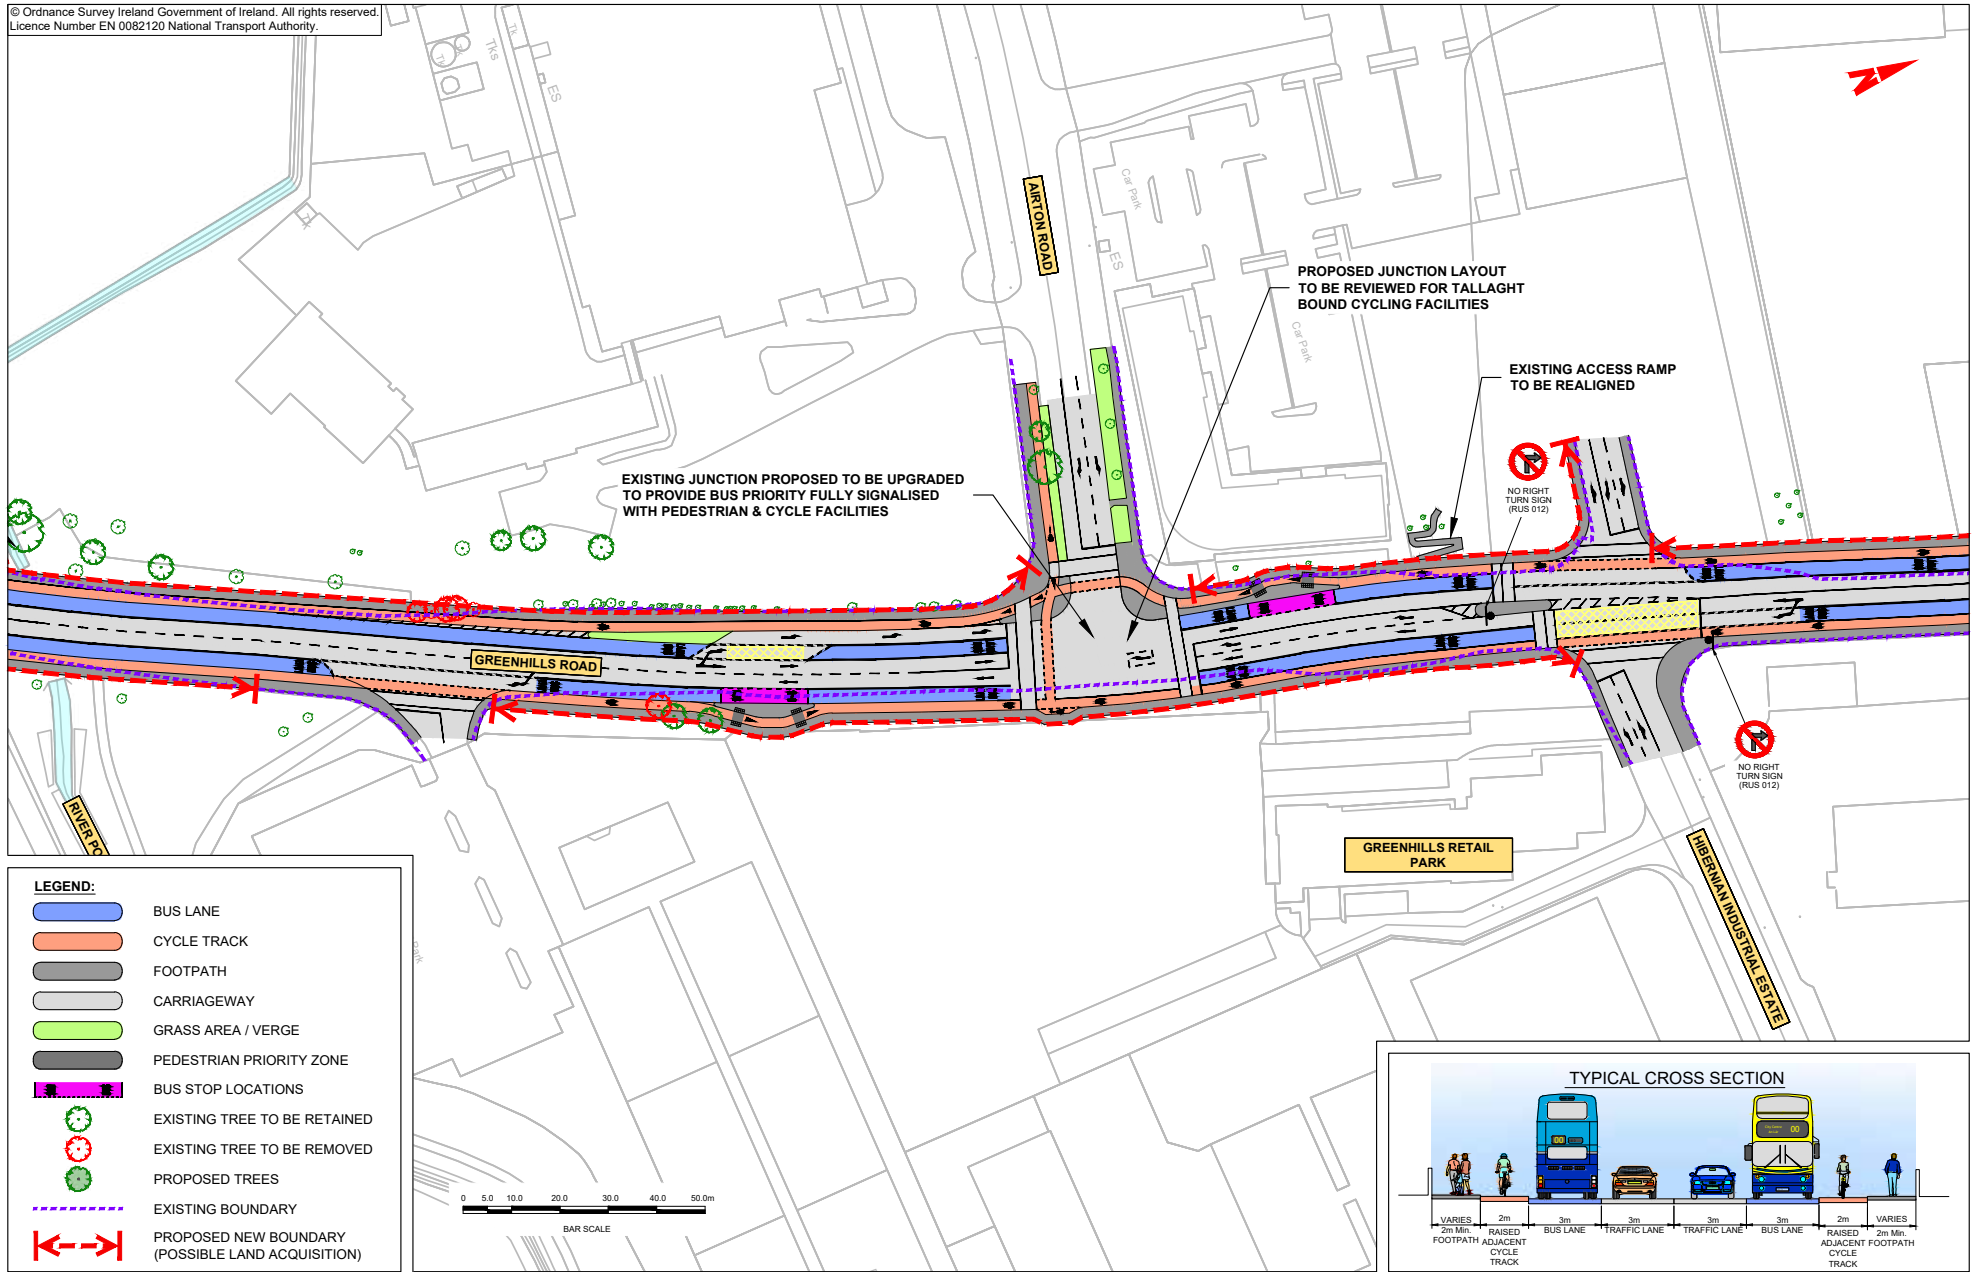 © Ordnance Survey Ireland Government of Ireland. All rights reserved.
Licence Number EN 0082120 National Transport Authority.
Tk
Tks
Tk
ES
Tk
AIRTON ROAD
Car Park
ES
Car Park
PROPOSED JUNCTION LAYOUT
TO BE REVIEWED FOR TALLAGHT
BOUND CYCLING FACILITIES
EXISTING ACCESS RAMP
TO BE REALIGNED
EXISTING JUNCTION PROPOSED TO BE UPGRADED
TO PROVIDE BUS PRIORITY FULLY SIGNALISED
WITH PEDESTRIAN & CYCLE FACILITIES
NO RIGHT
TURN SIGN
(RUS 012)
GREENHILLS ROAD
NO RIGHT
TURN SIGN
(RUS 012)
RIVER PO
GREENHILLS RETAIL
PARK
HIBERNIAN INDUSTRIAL ESTATE
LEGEND:
BUS LANE
CYCLE TRACK
FOOTPATH
CARRIAGEWAY
GRASS AREA / VERGE
PEDESTRIAN PRIORITY ZONE
BUS STOP LOCATIONS
EXISTING TREE TO BE RETAINED
EXISTING TREE TO BE REMOVED
PROPOSED TREES
EXISTING BOUNDARY
PROPOSED NEW BOUNDARY
(POSSIBLE LAND ACQUISITION)
0 5.0 10.0 20.0 30.0 40.0 50.0m
BAR SCALE
TYPICAL CROSS SECTION
00
00
VARIES
2m Min.
FOOTPATH
2m
RAISED
ADJACENT
CYCLE
TRACK
3m
BUS LANE
3m
TRAFFIC LANE
3m
TRAFFIC LANE
3m
BUS LANE
2m
RAISED
ADJACENT
CYCLE
TRACK
VARIES
2m Min.
FOOTPATH